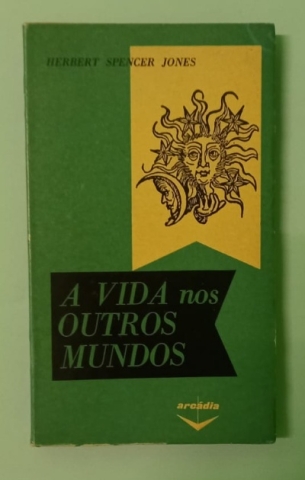 HERBERT SPENCER JONES
A VIDA nos
OUTROS
MUNDOS
arcádia